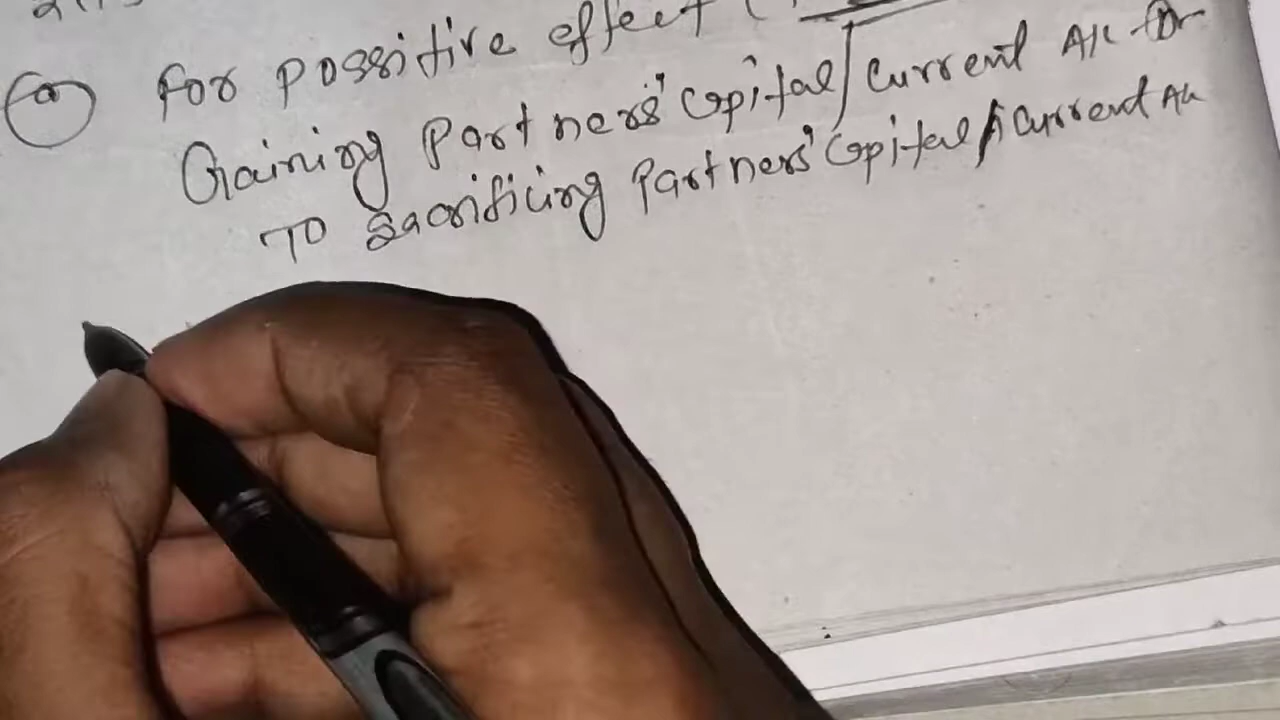 (a) For possitive effect (
Gaining Partners' Capital/Current A/c Dr
To Sacrificing Partners' Capital/Current A/c